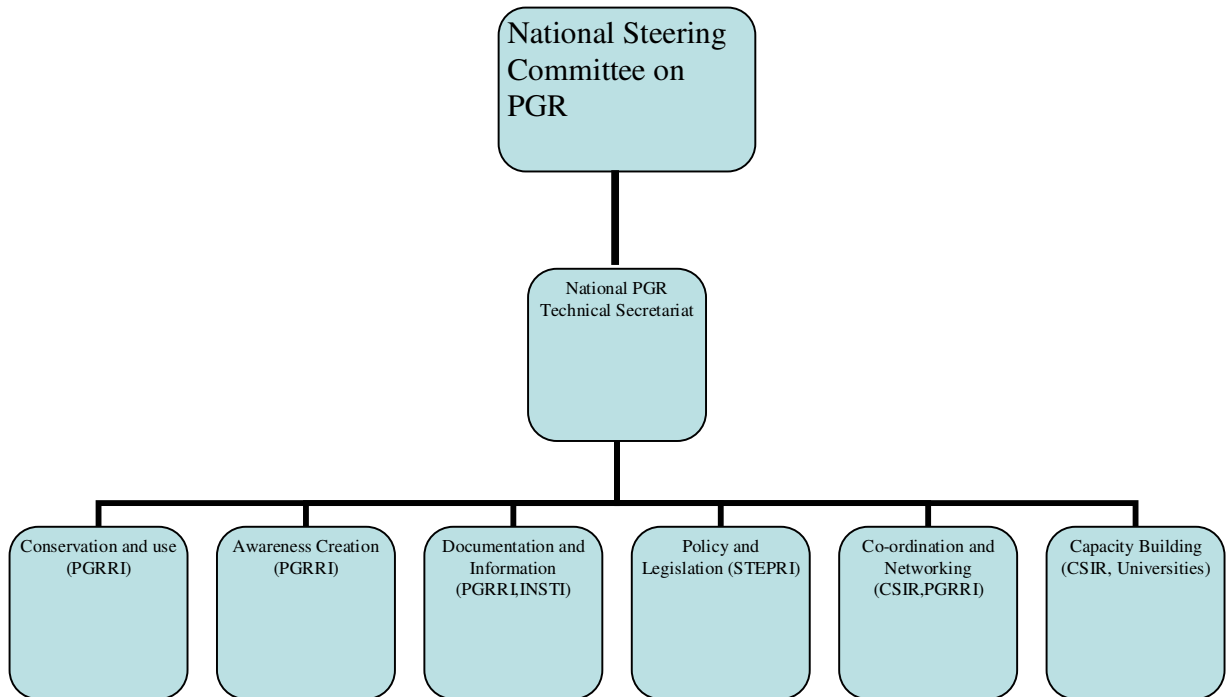 National Steering
Committee on
PGR
National PGR
Technical Secretariat
Conservation and use
(PGRRI)
Awareness Creation
(PGRRI)
Documentation and
Information
(PGRRI,INSTI)
Policy and
Legislation (STEPRI)
Co-ordination and
Networking
(CSIR,PGRRI)
Capacity Building
(CSIR, Universities)